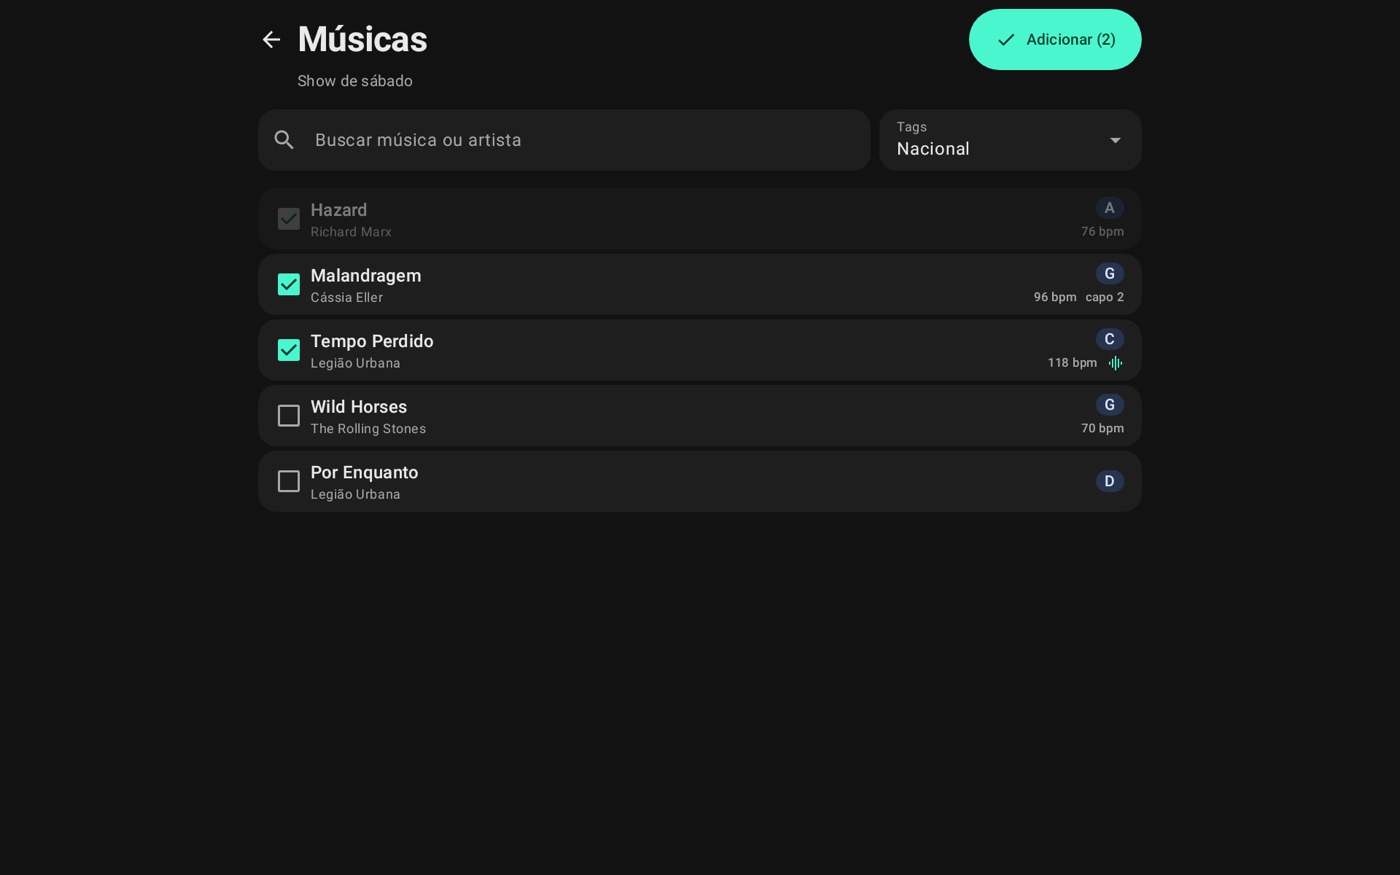 Músicas
Adicionar (2)
Show de sábado
Buscar música ou artista
Tags
Nacional
Hazard
A
Richard Marx
76 bpm
Malandragem
G
Cássia Eller
96 bpm capo 2
Tempo Perdido
C
Legião Urbana
118 bpm
Wild Horses
G
The Rolling Stones
70 bpm
Por Enquanto
D
Legião Urbana